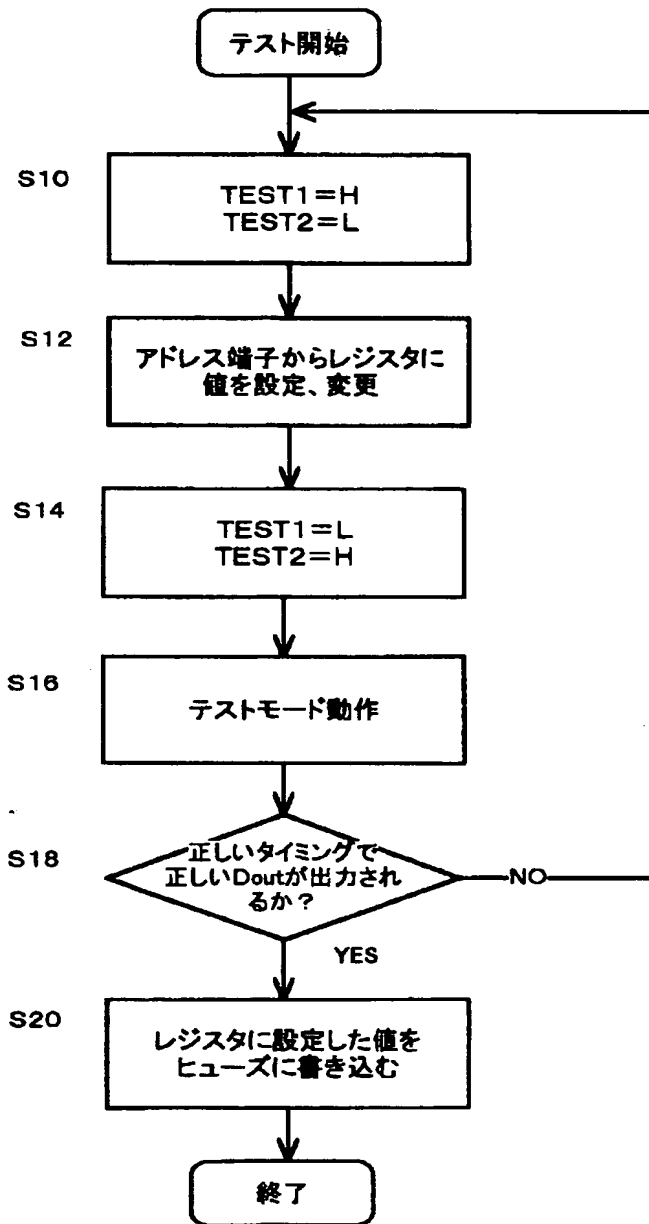 テスト開始
S10
TEST1=H
TEST2=L
S12
アドレス端子からレジスタに
値を設定、変更
S14
TEST1=L
TEST2=H
S16
テストモード動作
S18
正しいタイミングで
正しいDoutが出力され
るか？
NO
YES
S20
レジスタに設定した値を
ヒューズに書き込む
終了